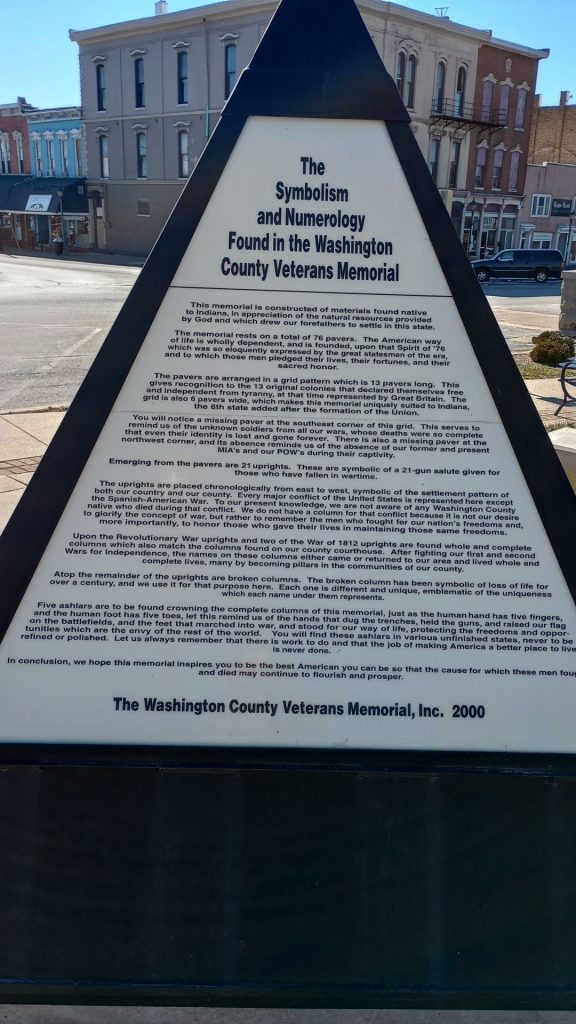 The
Symbolism
and Numerology
Found in the Washington
County Veterans Memorial
This memorial is constructed of materials found native
to Indiana, in appreciation of the natural resources provided
by God and which drew our forefathers to settle in this state.
The memorial rests on a total of 76 pavers. The American way
of life is wholly dependent, and is founded, upon that Spirit of '76
which was so eloquently expressed by the great statesmen of the era,
and to which men pledged their lives, their fortunes, and their
sacred honor.
The pavers are arranged in a grid pattern which is 13 pavers long. This
gives recognition to the 13 original colonies that declared themselves free
and independent from tyranny, at that time represented by Great Britain. The
grid is also 6 pavers wide, which makes this memorial uniquely suited to Indiana,
the 6th state added after the formation of the Union.
You will notice a missing paver at the southeast corner of this grid. This serves to
remind us of the unknown soldiers from all our wars, whose deaths were so complete
that even their identity is lost and gone forever. There is also a missing paver at the
northwest corner, and its absence reminds us of the absence of our former and present
MIA's and our POW's during their captivity.
Emerging from the pavers are 21 uprights. These are symbolic of a 21-gun salute given for
those who have fallen in wartime.
The uprights are placed chronologically from east to west, symbolic of the settlement pattern of
both our country and our county. Every major conflict of the United States is represented here except
the Spanish-American War. To our present knowledge, we are not aware of any Washington County
native who died during that conflict. We do not have a column for that conflict because it is not our desire
to glorify the concept of war, but rather to remember the men who fought for our nation's freedoms and,
more importantly, to honor those who gave their lives in maintaining those same freedoms.
Upon the Revolutionary War uprights and two of the War of 1812 uprights are found whole and complete
columns which also match the columns found on our county courthouse. After fighting our first and second
Wars for Independence, the names on these columns either came or returned to our area and lived whole and
complete lives, many by becoming pillars in the communities of our county.
Atop the remainder of the uprights are broken columns. The broken column has been symbolic of loss of life for
over a century, and we use it for that purpose here. Each one is different and unique, emblematic of the uniqueness
which each name under them represents.
Five ashlars are to be found crowning the complete columns of this memorial, just as the human hand has five fingers,
and the human foot has five toes, let this remind us of the hands that dug the trenches, held the guns, and raised our flag
on the battlefields, and the feet that marched into war, and stood for our way of life, protecting the freedoms and oppor-
tunities which are the envy of the rest of the world. You will find these ashlars in various unfinished states, never to be
refined or polished. Let us always remember that there is work to do and that the job of making America a better place to live
is never done.
In conclusion, we hope this memorial inspires you to be the best American you can be so that the cause for which these men foug
and died may continue to flourish and prosper.
The Washington County Veterans Memorial, Inc. 2000